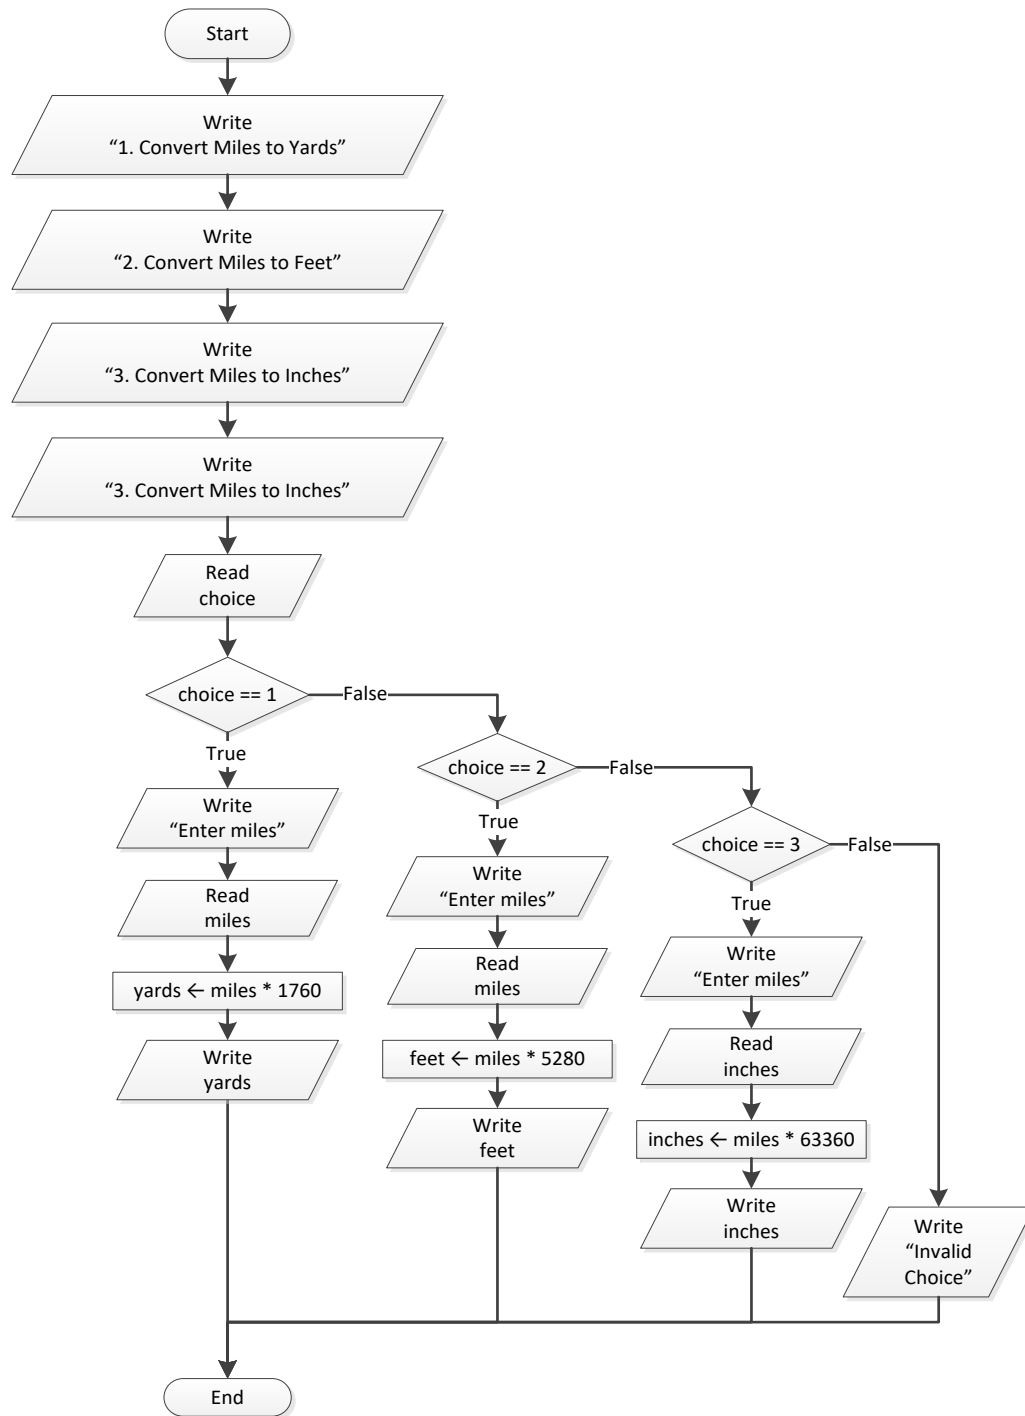 Start
Write
“1. Convert Miles to Yards”
Write
“2. Convert Miles to Feet”
Write
“3. Convert Miles to Inches”
Write
“3. Convert Miles to Inches”
Read
choice
choice == 1
False
True
Write
“Enter miles”
Read
miles
yards ← miles * 1760
Write
yards
choice == 2
False
True
Write
“Enter miles”
Read
miles
feet ← miles * 5280
Write
feet
choice == 3
False
True
Write
“Enter miles”
Read
inches
inches ← miles * 63360
Write
inches
Write
“Invalid
Choice”
End